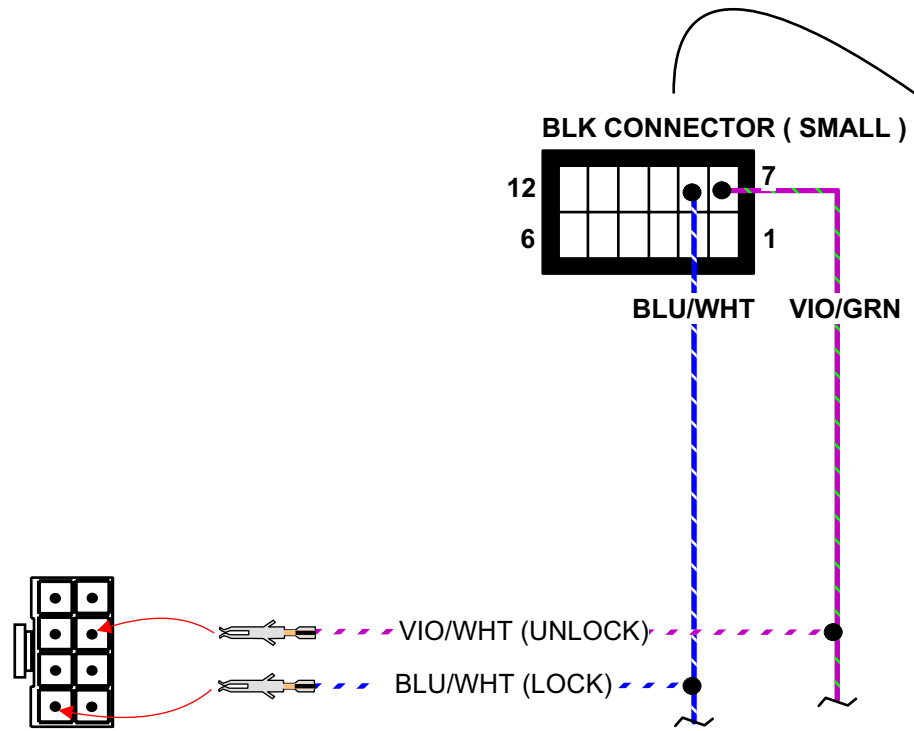 BLK CONNECTOR ( SMALL )
12
7
6
1
BLU/WHT
VIO/GRN
VIO/WHT (UNLOCK)
BLU/WHT (LOCK)